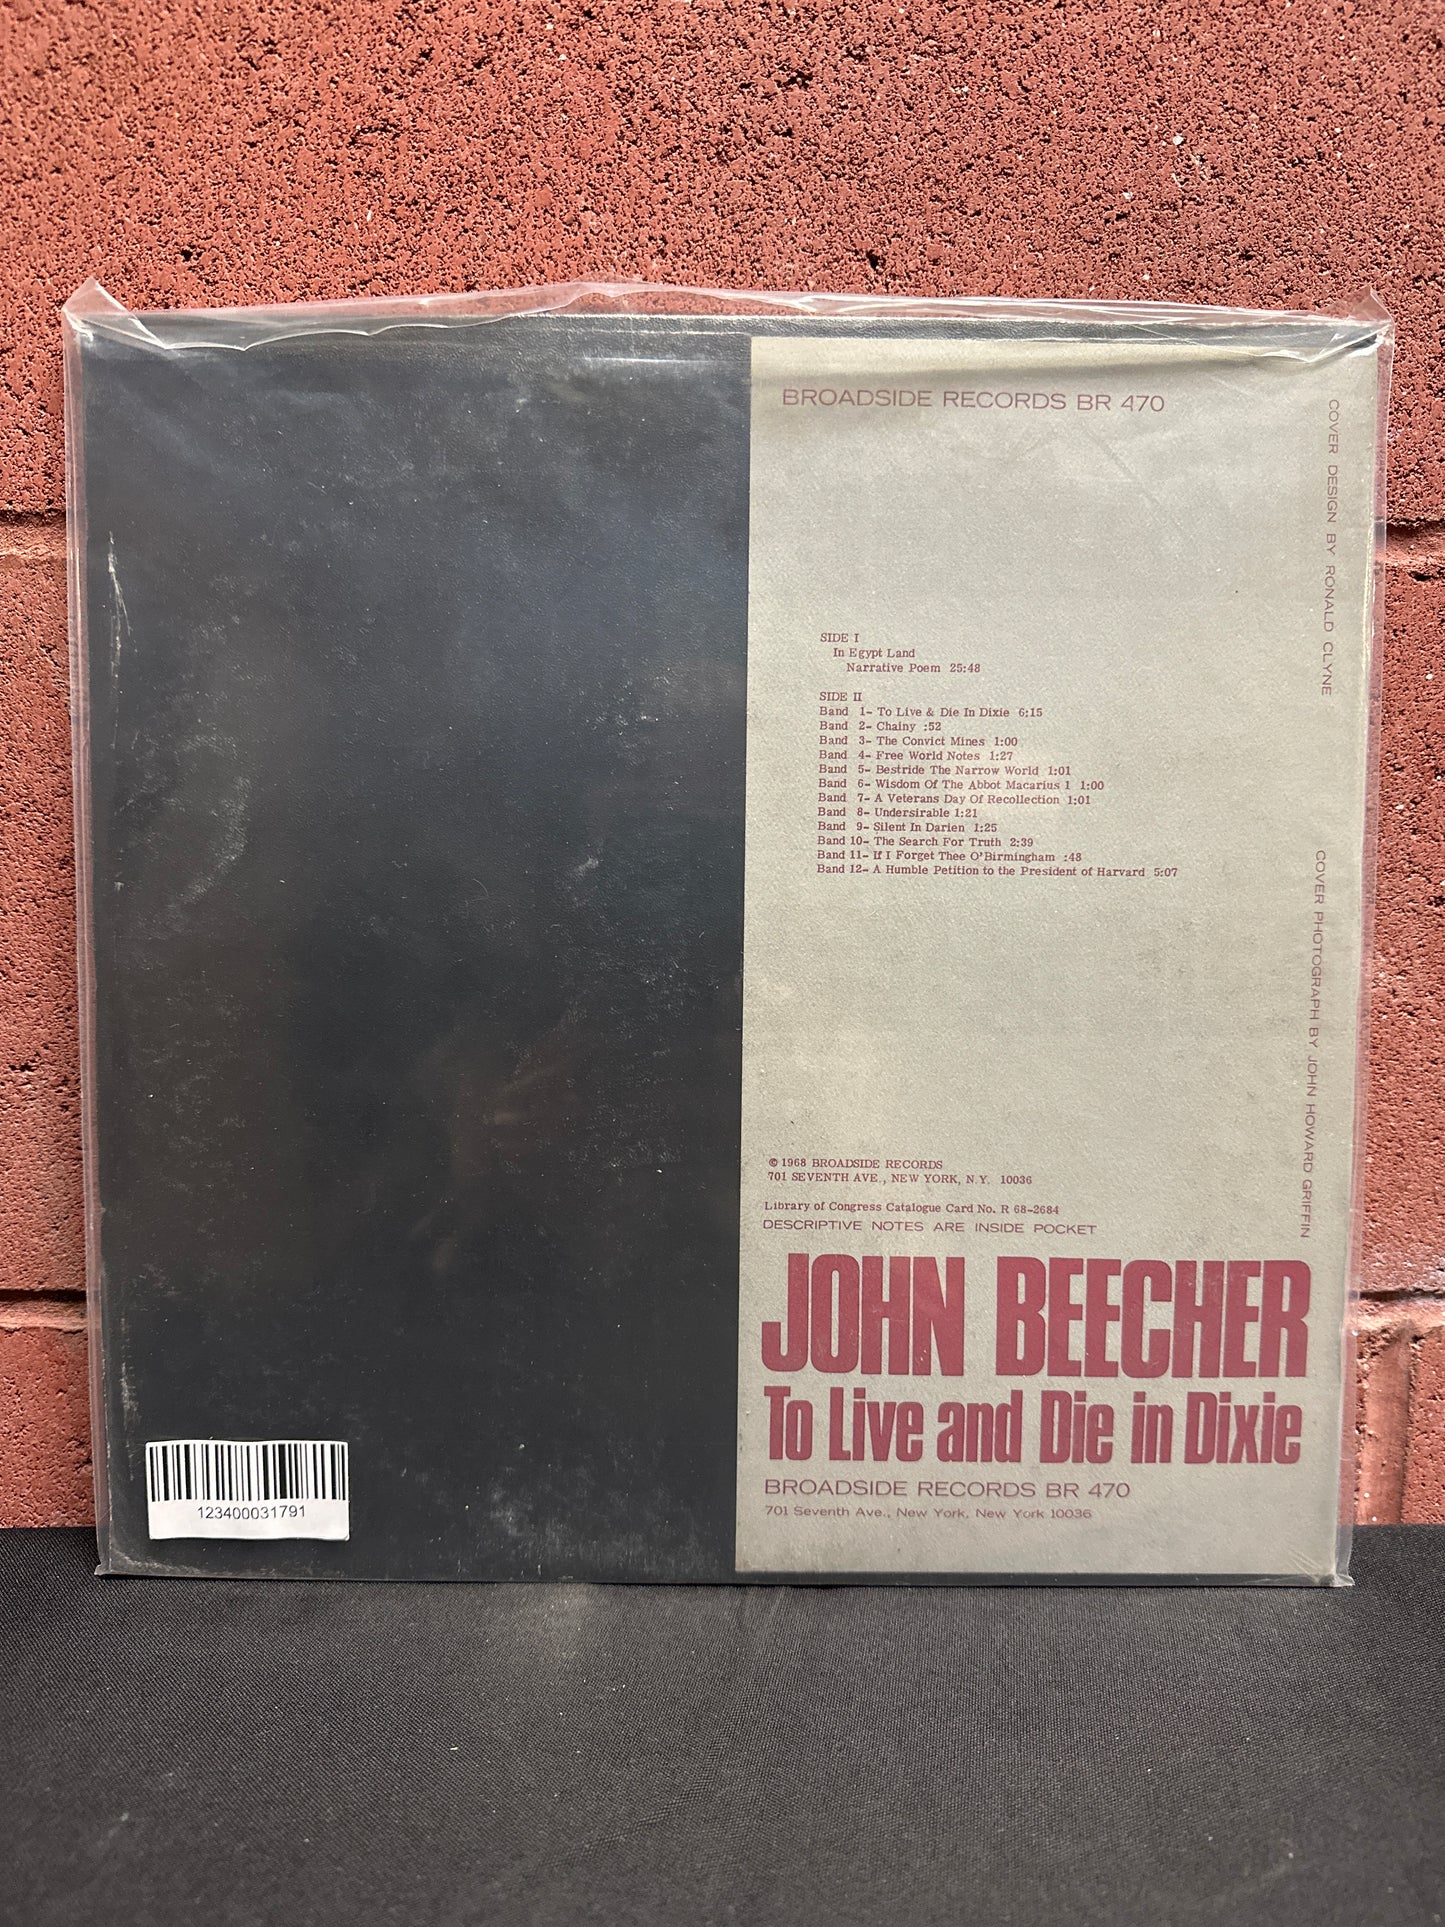 BROADSIDE RECORDS BR 470
COVER DESIGN BY RONALD CLYNE
SIDE I
In Egypt Land
Narrative Poem 25:48
SIDE II
Band 1- To Live & Die In Dixie 6:15
Band 2- Chainy :52
Band 3- The Convict Mines 1:00
Band 4- Free World Notes 1:27
Band 5- Bestride The Narrow World 1:01
Band 6- Wisdom Of The Abbot Macarius 1 1:00
Band 7- A Veterans Day Of Recollection 1:01
Band 8- Undersirable 1:21
Band 9- Silent In Darien 1:25
Band 10- The Search For Truth 2:39
Band 11- If I Forget Thee O'Birmingham :48
Band 12- A Humble Petition to the President of Harvard 5:07
COVER PHOTOGRAPH BY JOHN HOWARD GRIFFIN
© 1968 BROADSIDE RECORDS
701 SEVENTH AVE., NEW YORK, N.Y. 10036
Library of Congress Catalogue Card No. R 68-2684
DESCRIPTIVE NOTES ARE INSIDE POCKET
JOHN BEECHER
To Live and Die in Dixie
BROADSIDE RECORDS BR 470
701 Seventh Ave., New York, New York 10036
123400031791